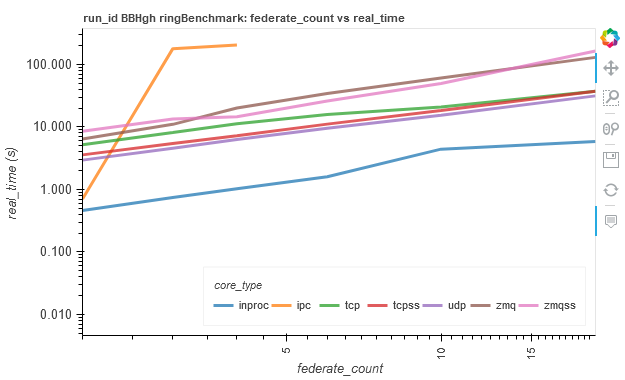 run_id BBHgh ringBenchmark: federate_count vs real_time
100.000
10.000
1.000
0.100
0.010
real_time (s)
core_type
inproc ipc tcp tcpss udp zmq zmqss
5 10 15
federate_count